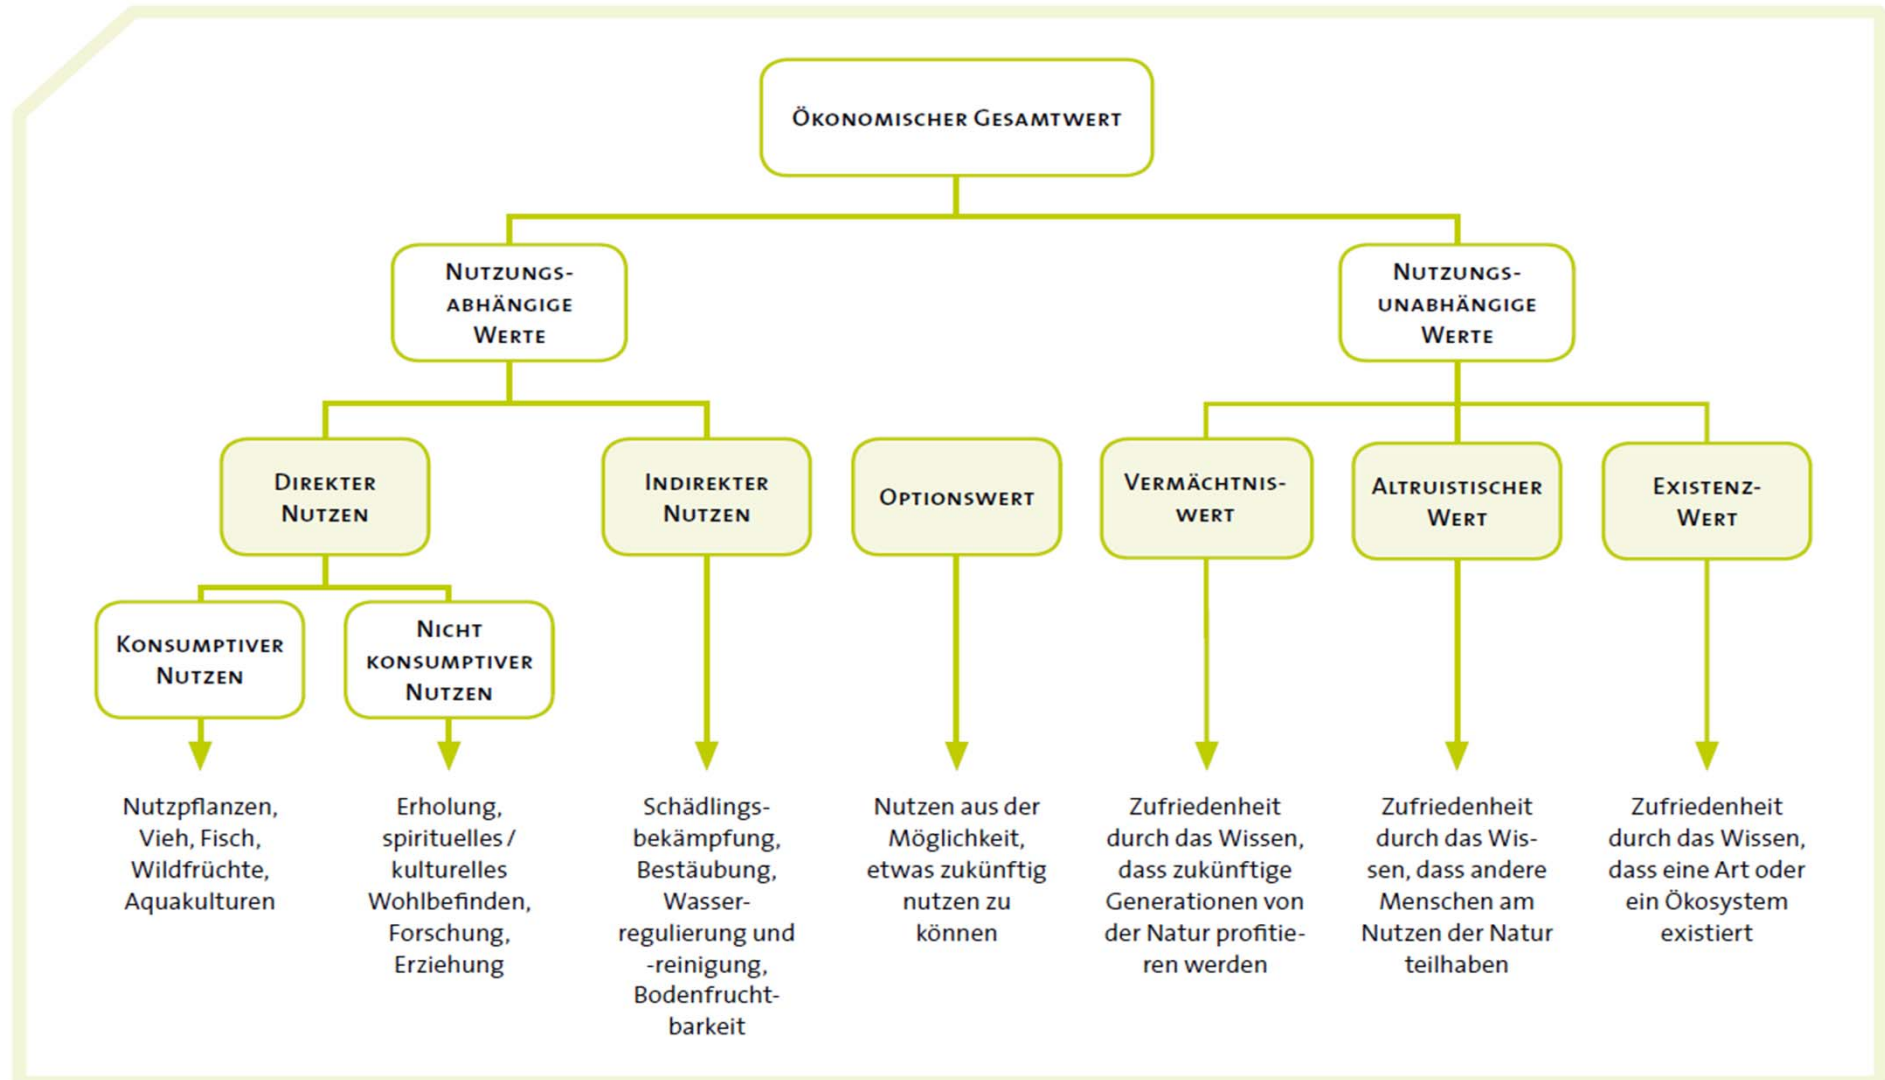 Ökonomischer Gesamtwert
Nutzungs-
abhängige
Werte
Nutzungs-
unabhängige
Werte
Direkter
Nutzen
Indirekter
Nutzen
Optionswert
Vermächtnis-
wert
Altruistischer
Wert
Existenz-
Wert
Konsumptiver
Nutzen
Nicht
konsumptiver
Nutzen
Nutzpflanzen,
Vieh, Fisch,
Wildfrüchte,
Aquakulturen
Erholung,
spirituelles /
kulturelles
Wohlbefinden,
Forschung,
Erziehung
Schädlings-
bekämpfung,
Bestäubung,
Wasser-
regulierung und
-reinigung,
Bodenfrucht-
barkeit
Nutzen aus der
Möglichkeit,
etwas zukünftig
nutzen zu
können
Zufriedenheit
durch das Wissen,
dass zukünftige
Generationen von
der Natur profitie-
ren werden
Zufriedenheit
durch das Wis-
sen, dass andere
Menschen am
Nutzen der Natur
teilhaben
Zufriedenheit
durch das Wissen,
dass eine Art oder
ein Ökosystem
existiert